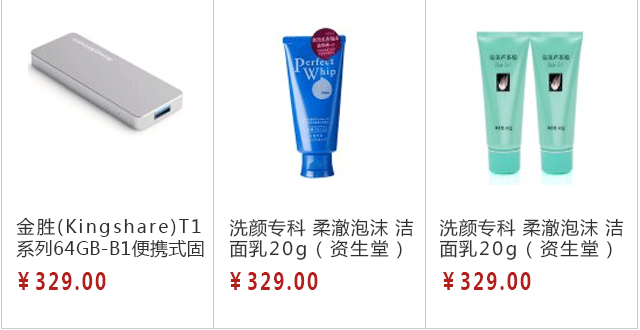 Kingshare
Perfect
Whip
金胜(Kingshare)T1
系列64GB-B1便携式固
¥329.00
洗颜专科 柔澈泡沫 洁
面乳20g ( 资生堂 )
¥329.00
洗颜专科 柔澈泡沫 洁
面乳20g ( 资生堂 )
¥329.00